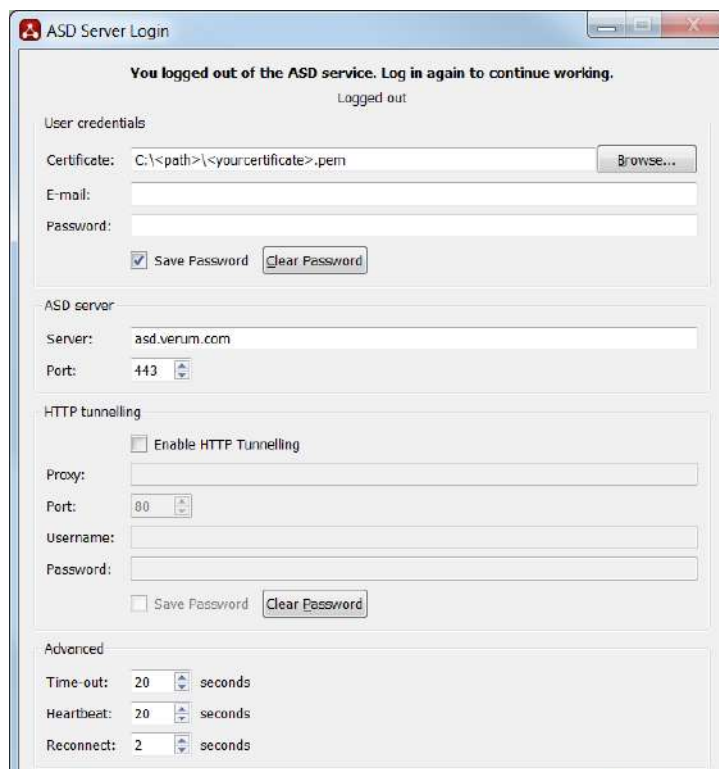 ASD Server Login
You logged out of the ASD service. Log in again to continue working.
Logged out
User credentials
Certificate: C:\<path>\<yourcertificate>.pem Browse...
E-mail:
Password:
Save Password Clear Password
ASD server
Server: asd.verum.com
Port: 443
HTTP tunnelling
Enable HTTP Tunnelling
Proxy:
Port: 80
Username:
Password:
Save Password Clear Password
Advanced
Time-out: 20 seconds
Heartbeat: 20 seconds
Reconnect: 2 seconds